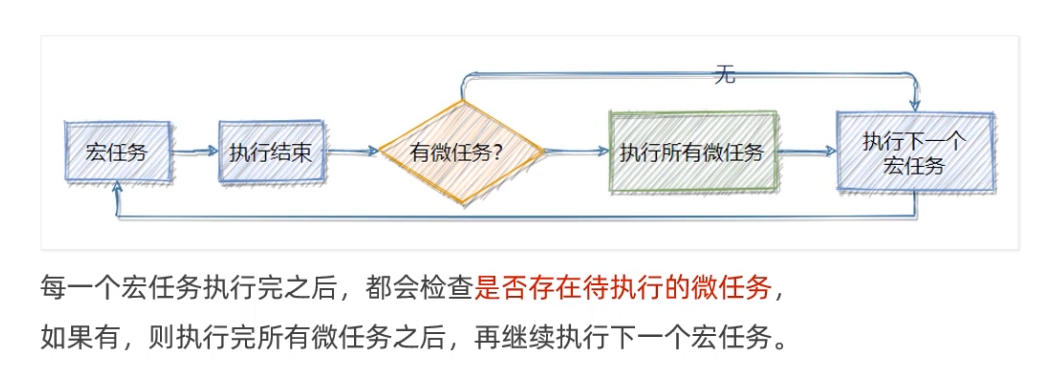 无
宏任务
执行结束
有微任务？
执行所有微任务
执行下一个
宏任务
每一个宏任务执行完之后，都会检查是否存在待执行的微任务，
如果有，则执行完所有微任务之后，再继续执行下一个宏任务。